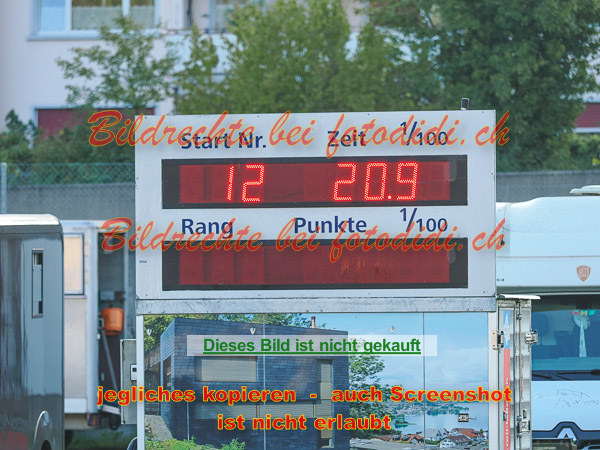 Bildrechte bei fotodidi.ch
Start Nr. Zeit 1/100
12 20.9
Rang Punkte 1/100
Bildrechte bei fotodidi.ch
Dieses Bild ist nicht gekauft
jegliches kopieren - auch Screenshot
ist nicht erlaubt